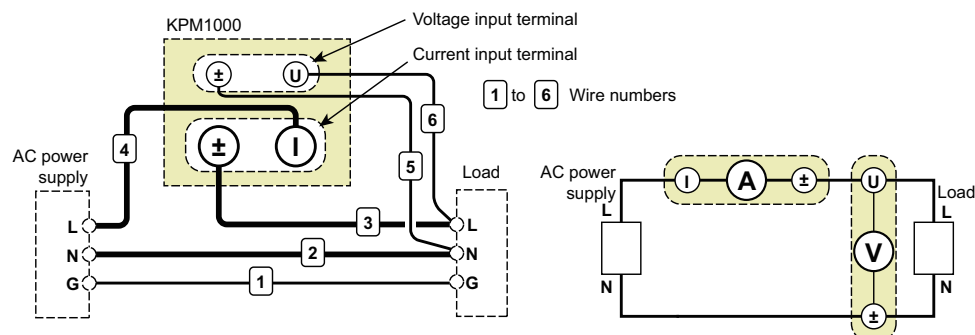 KPM1000
Voltage input terminal
Current input terminal
± U
1 to 6 Wire numbers
± I
4
6
5
AC power
supply
Load
L
3
L
N
2
N
G
1
G
AC power
supply
L
N
I A ±
U
V
±
Load
L
N